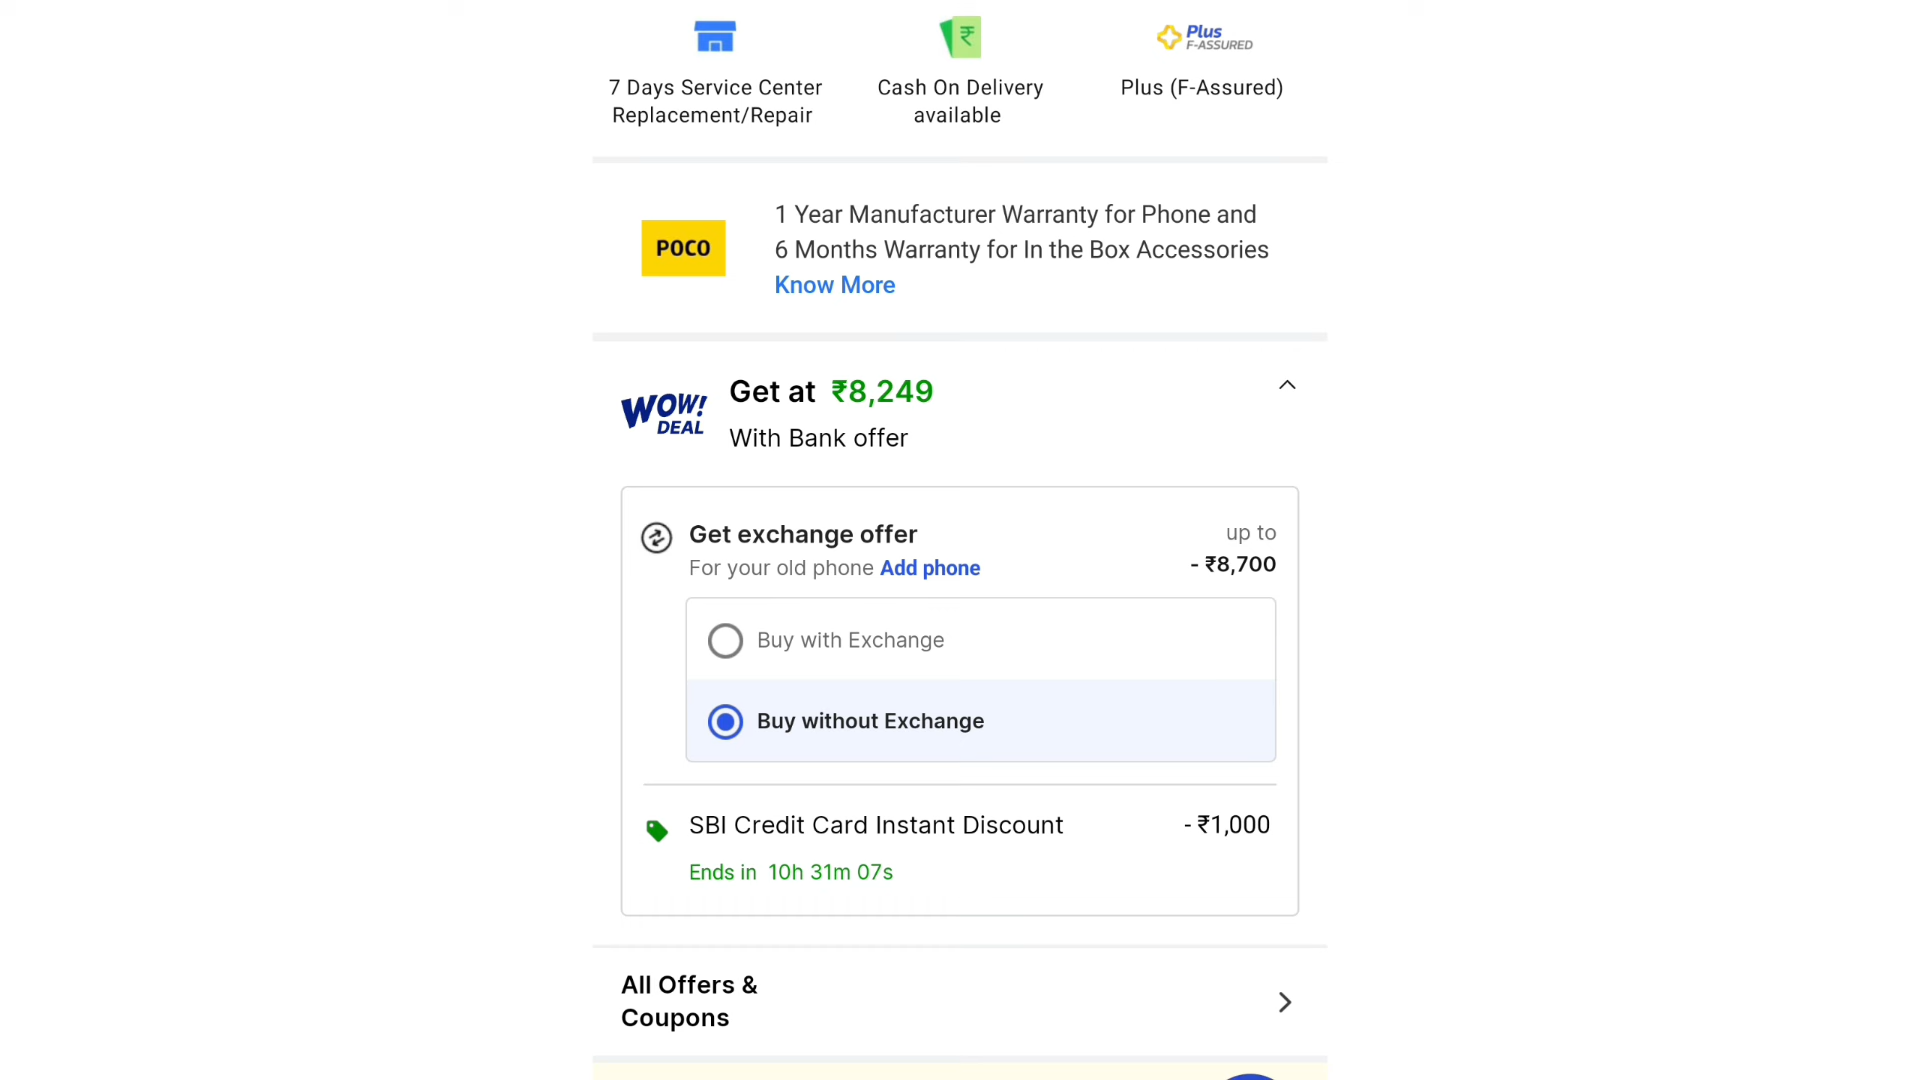 ₹
Plus
F-ASSURED
7 Days Service Center
Replacement/Repair
Cash On Delivery
available
Plus (F-Assured)
POCO
1 Year Manufacturer Warranty for Phone and
6 Months Warranty for In the Box Accessories
Know More
WOW!
DEAL
Get at ₹8,249
With Bank offer
Get exchange offer
up to
For your old phone Add phone
- ₹8,700
Buy with Exchange
Buy without Exchange
SBI Credit Card Instant Discount
- ₹1,000
Ends in 10h 31m 07s
All Offers &
Coupons